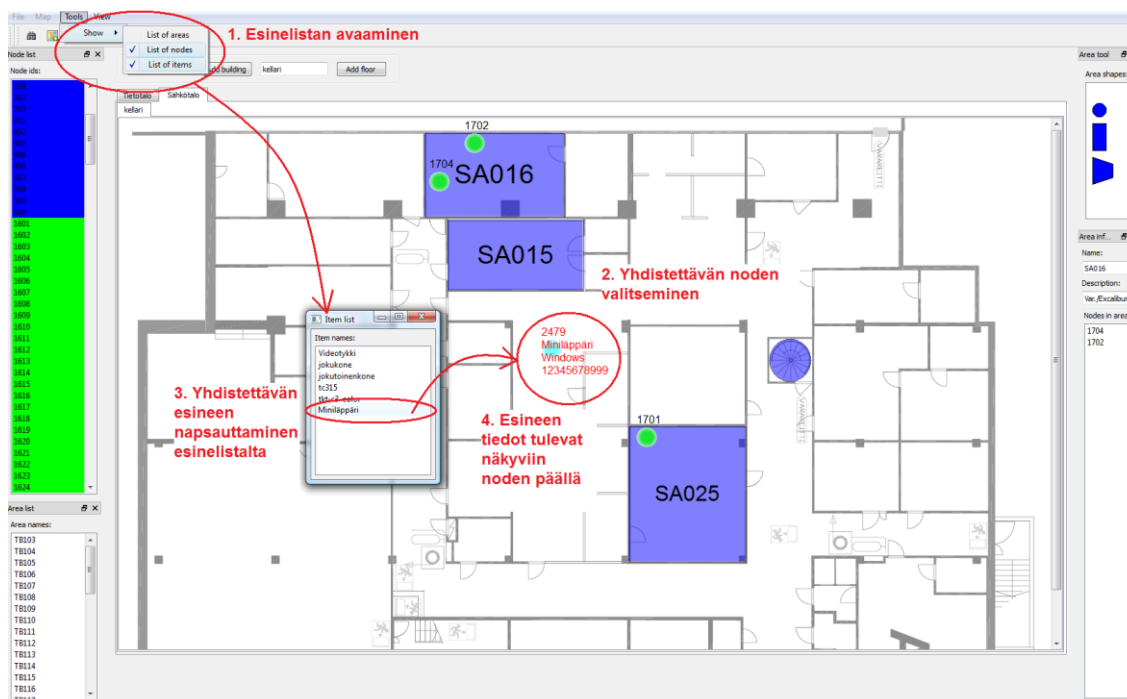 File Map Tools View
Show
List of areas
List of nodes
List of items
1. Esinelistan avaaminen
Node list
Node ids:
building
kellari
Add floor
Tietotalo
Sähkötalo
kellari
1601
1602
1603
1604
1605
1606
1607
1608
1609
1610
1611
1612
1613
1614
1615
1616
1617
1618
1619
1620
1621
1622
1623
1624
Area list
Area names:
TB103
TB104
TB105
TB106
TB107
TB108
TB109
TB110
TB111
TB112
TB113
TB114
TB115
TB116
1702
1704
SA016
SA015
2. Yhdistettävän noden
valitseminen
2479
Miniläppäri
Windows
12345678999
Item list
Item names:
Videotykki
jokukone
jokutoinenkone
tc315
Miniläppäri
3. Yhdistettävän
esineen
napsauttaminen
esinelistalta
4. Esineen
tiedot tulevat
näkyviin
noden päällä
1701
SA025
Area tool
Area shapes:
Area inf...
Name:
SA016
Description:
Var./Excalibur
Nodes in area
1704
1702